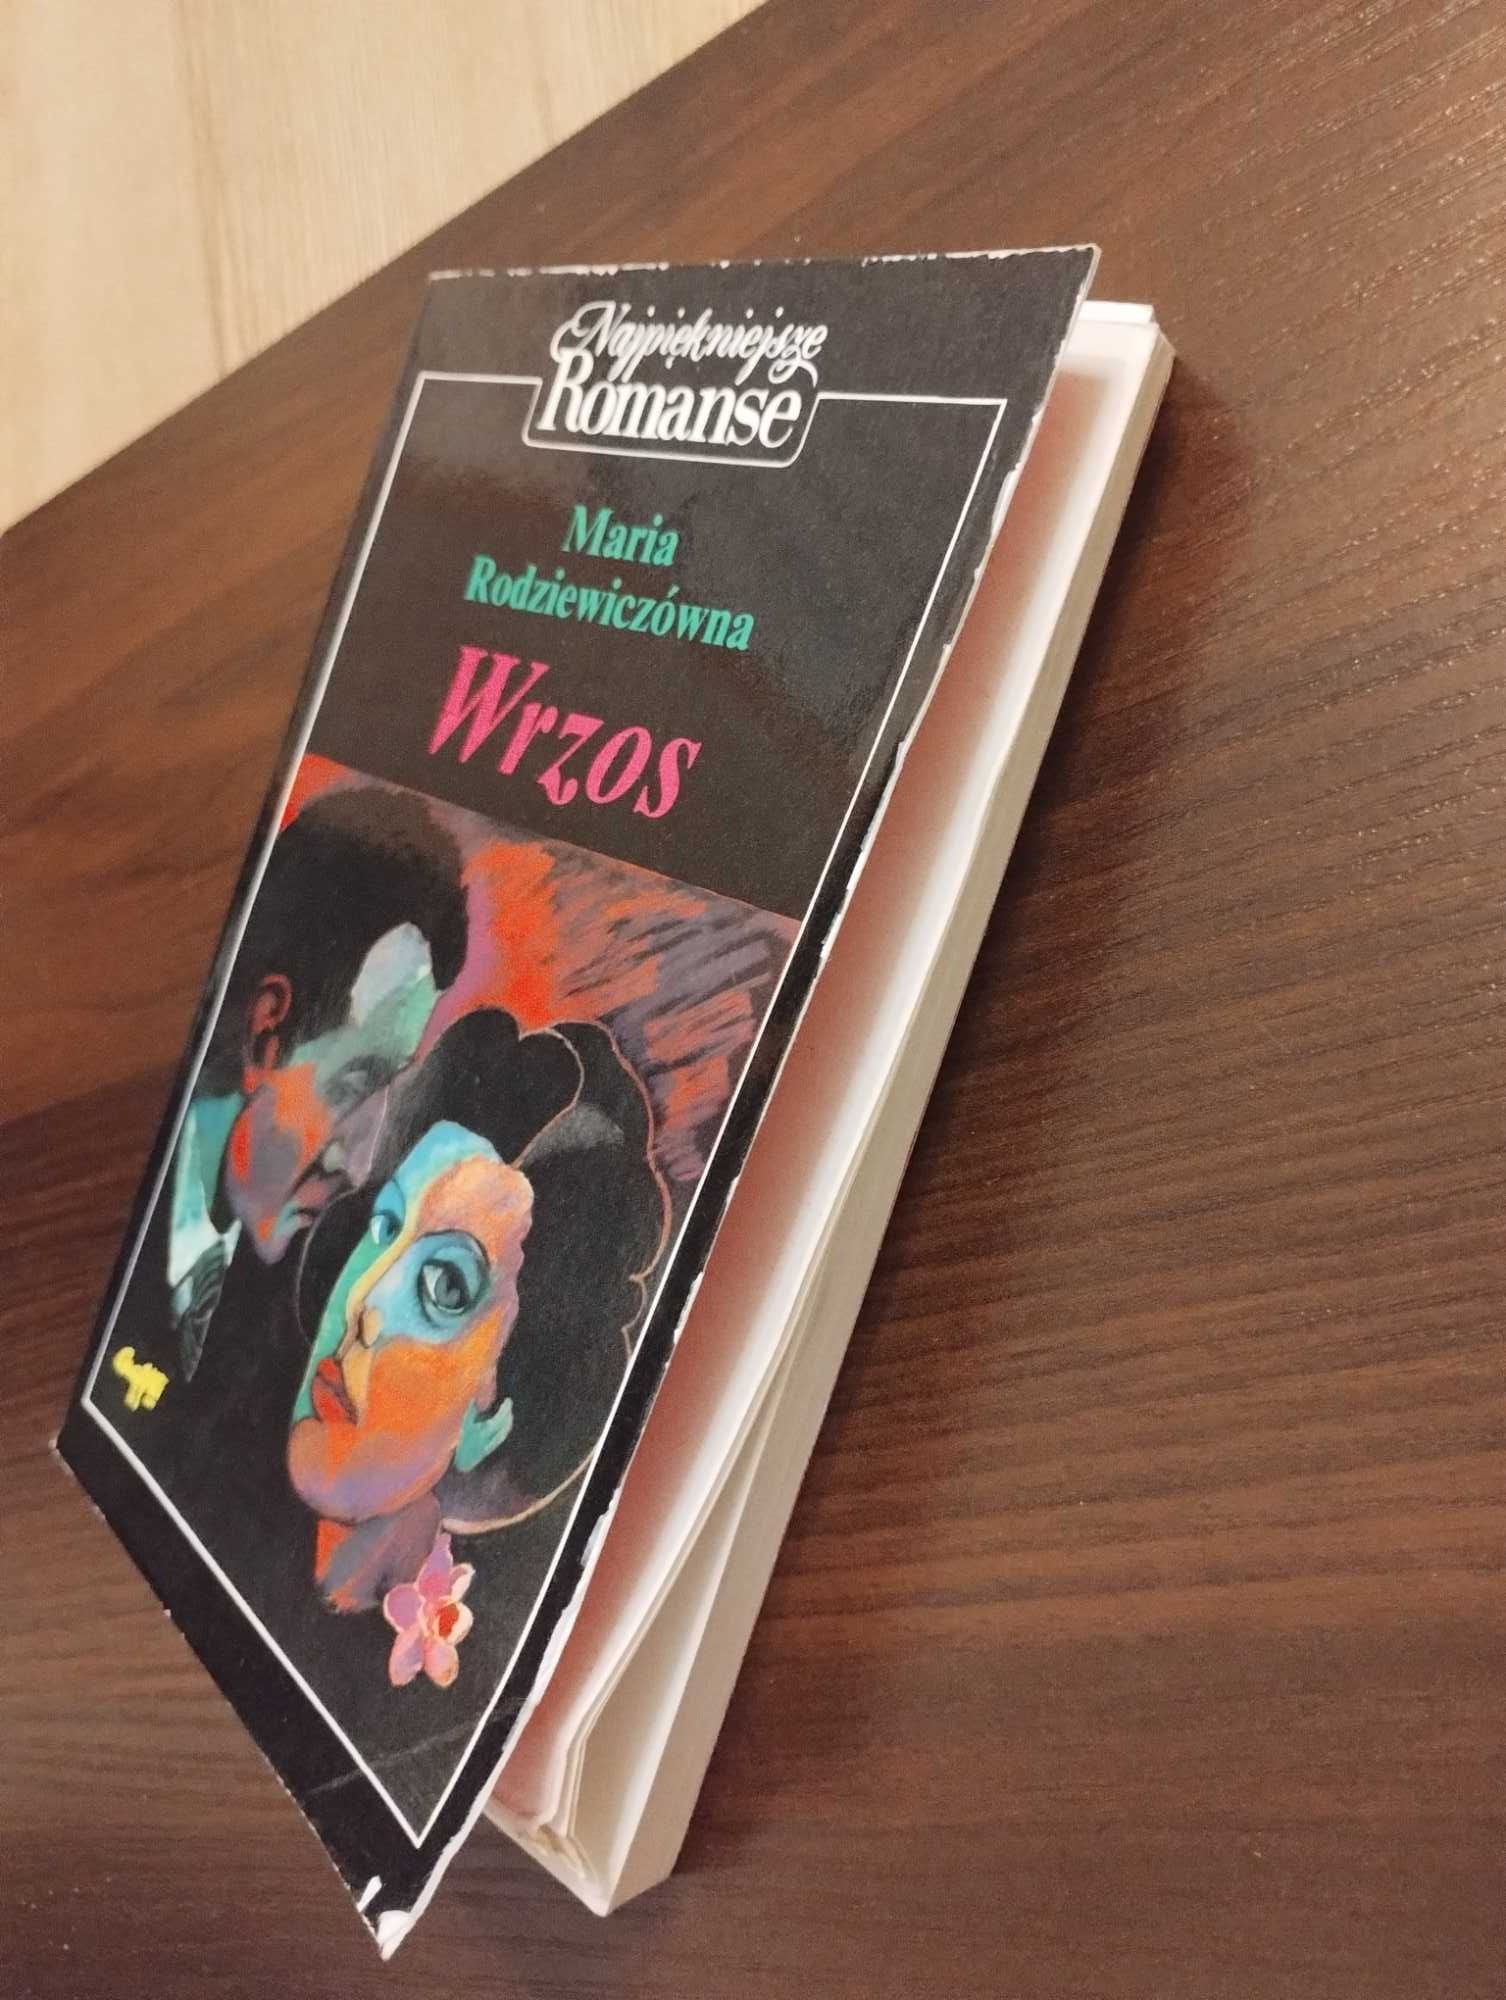 Najpiękniejsze
Romanse
Maria
Rodziewiczówna
Wrzos